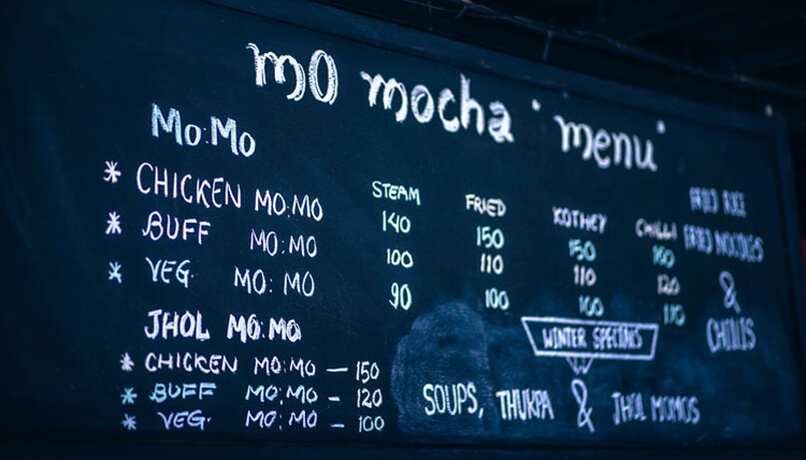 mo mocha 'menu'
Mo:Mo
STEAM FRIED KOTHEY CHILLI
* CHICKEN MO:MO 140 150 150 160
* BUFF MO:MO 100 110 110 120
* VEG. MO:MO 90 100 100 110
JHOL MO:MO
* CHICKEN MO:MO — 150
* BUFF MO:MO - 120
* VEG. MO:MO - 100
FRIED RICE
FRIED NOODLES
&
CHILLIS
WINTER SPECIALS
SOUPS, THUKPA & JHOL MOMOS